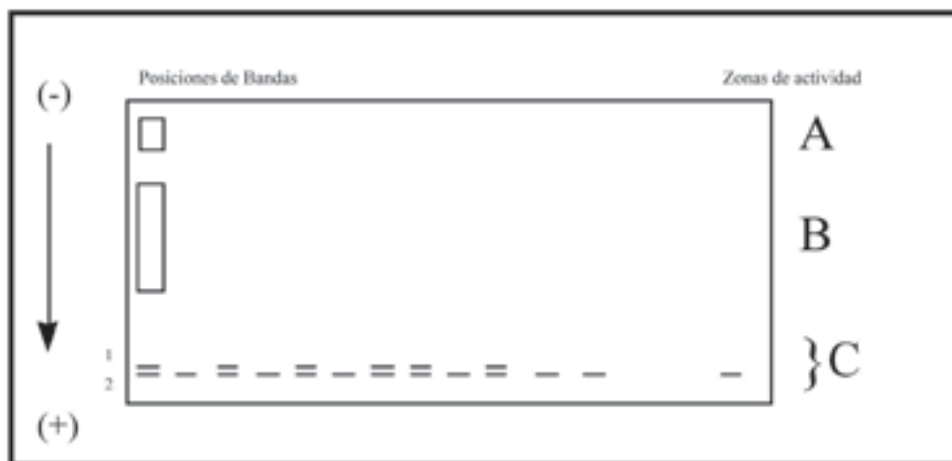 Posiciones de Bandas
Zonas de actividad
(-)
A
B
1
}C
2
(+)